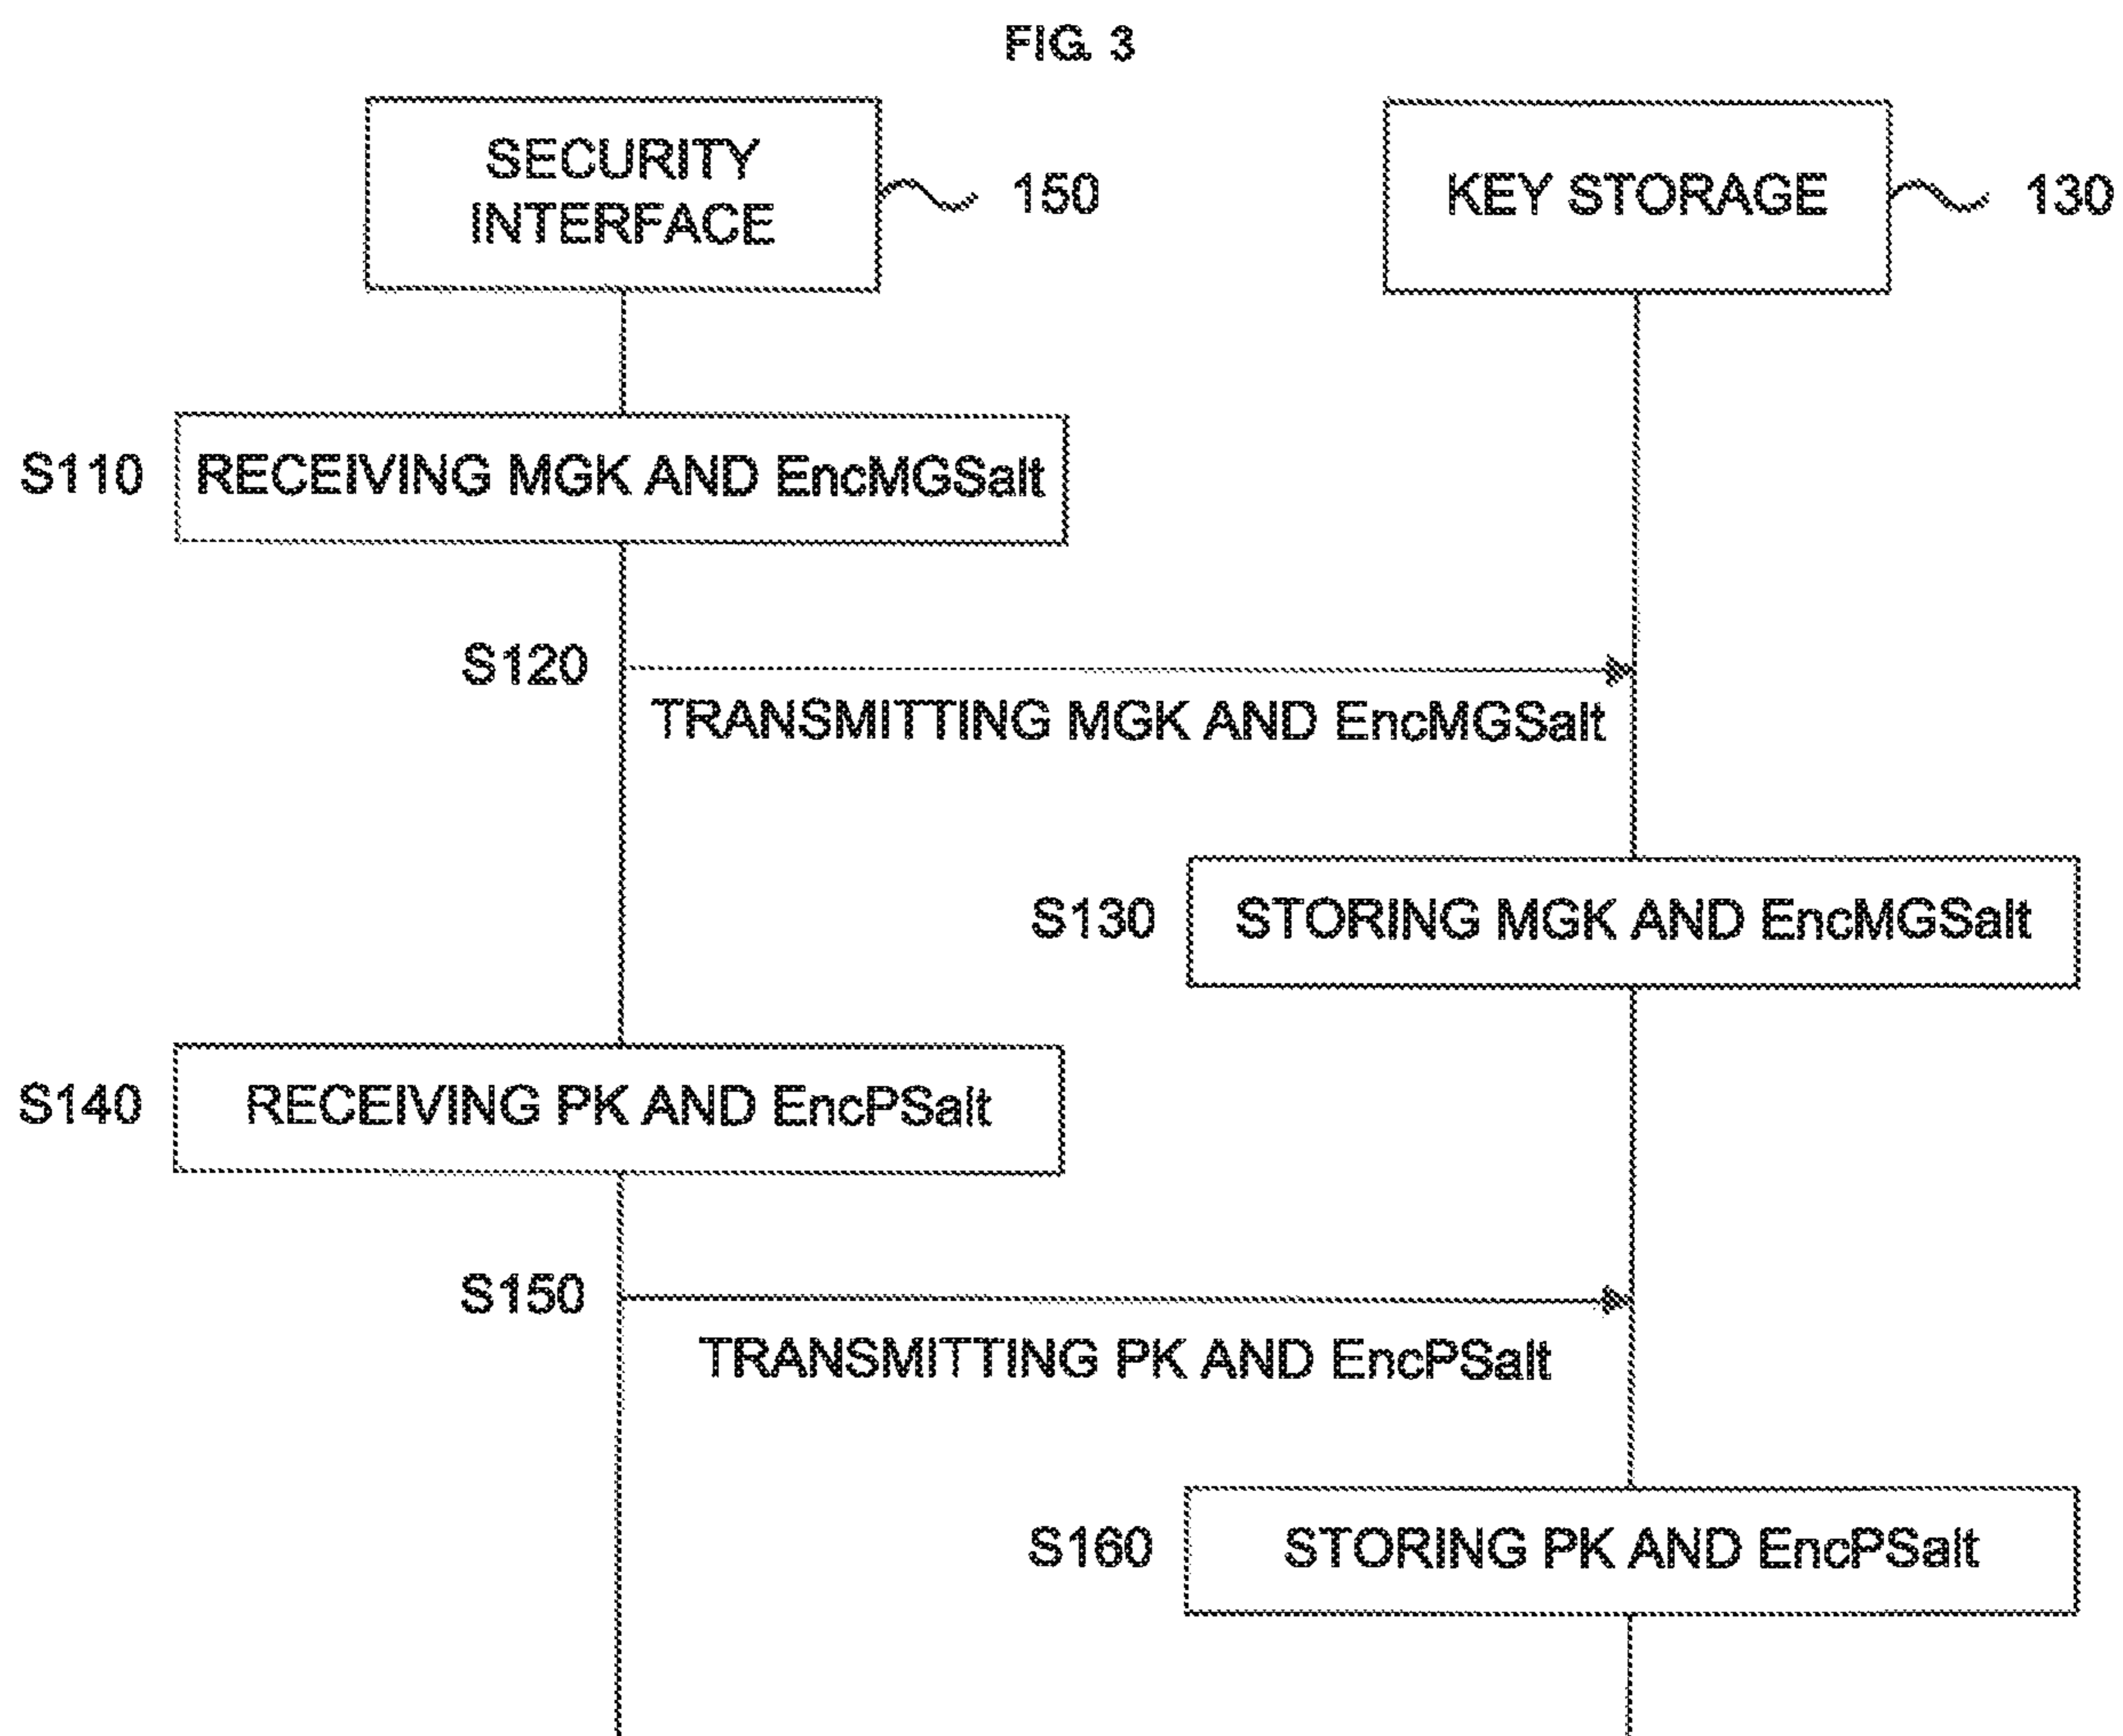 FIG. 3
SECURITY
INTERFACE
150
KEY STORAGE
130
S110
RECEIVING MGK AND EncMGSalt
S120
TRANSMITTING MGK AND EncMGSalt
S130
STORING MGK AND EncMGSalt
S140
RECEIVING PK AND EncPSalt
S150
TRANSMITTING PK AND EncPSalt
S160
STORING PK AND EncPSalt